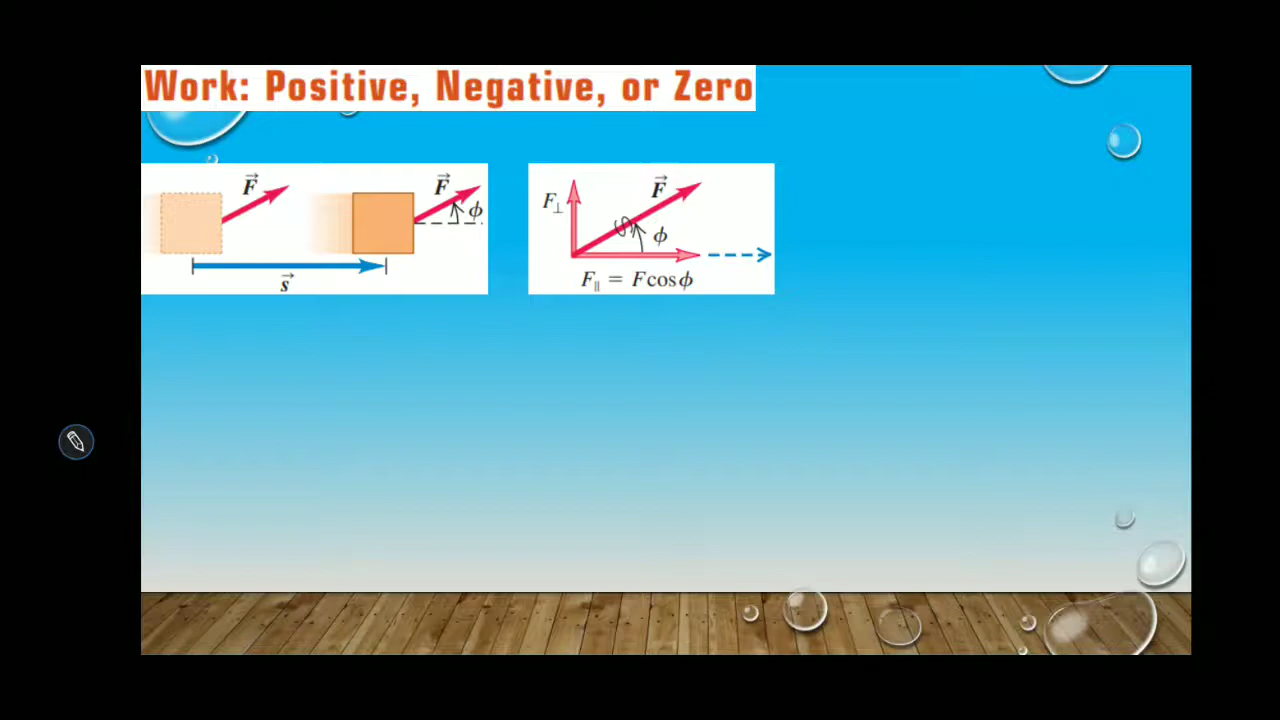 Work: Positive, Negative, or Zero
F⃗
F⃗
ϕ
s⃗
F⊥
F⃗
ϕ
F∥ = F cos ϕ